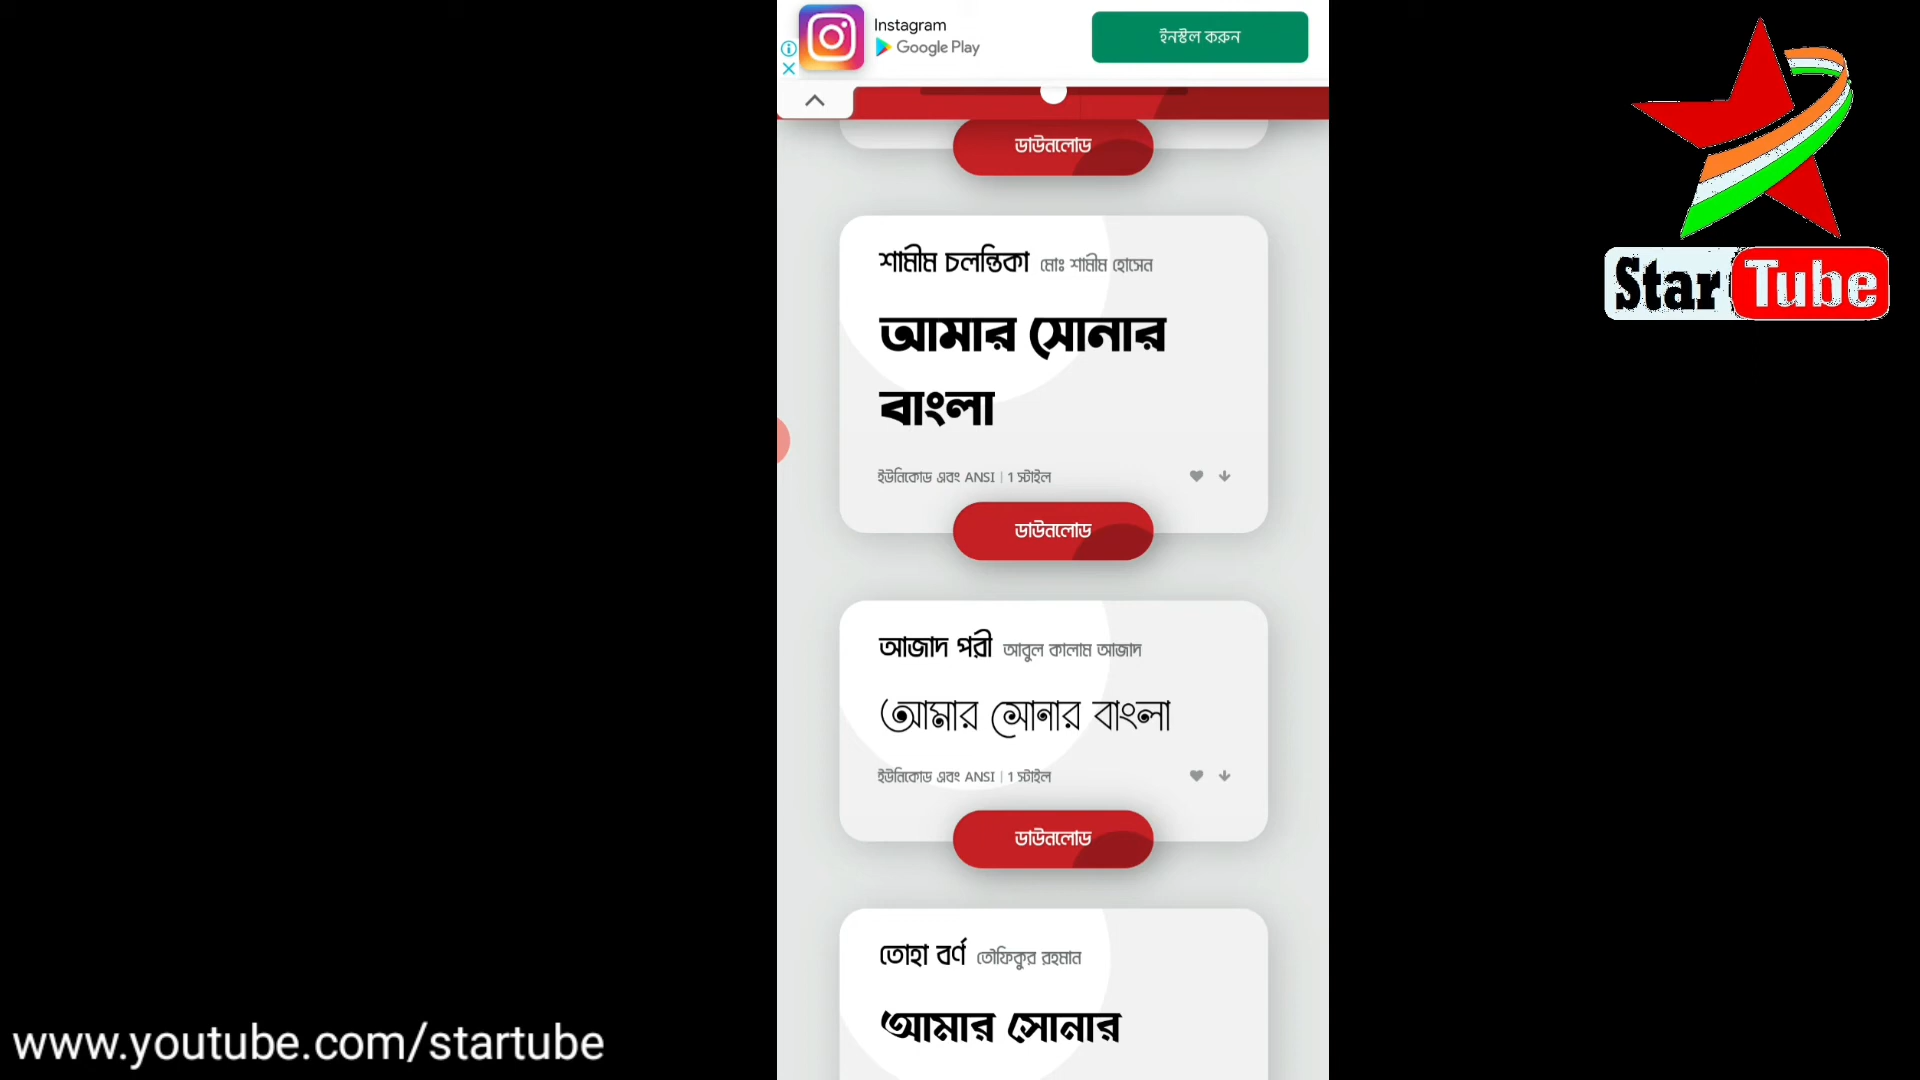 Instagram
Google Play
ইনস্টল করুন
ডাউনলোড
শামীম চলন্তিকা মোঃ শামীম হোসেন
আমার সোনার
বাংলা
ইউনিকোড এবং ANSI | 1 স্টাইল
ডাউনলোড
আজাদ পরী আবুল কালাম আজাদ
আমার সোনার বাংলা
ইউনিকোড এবং ANSI | 1 স্টাইল
ডাউনলোড
তোহা বর্ণ তৌফিকুর রহমান
আমার সোনার
Star Tube
www.youtube.com/startube